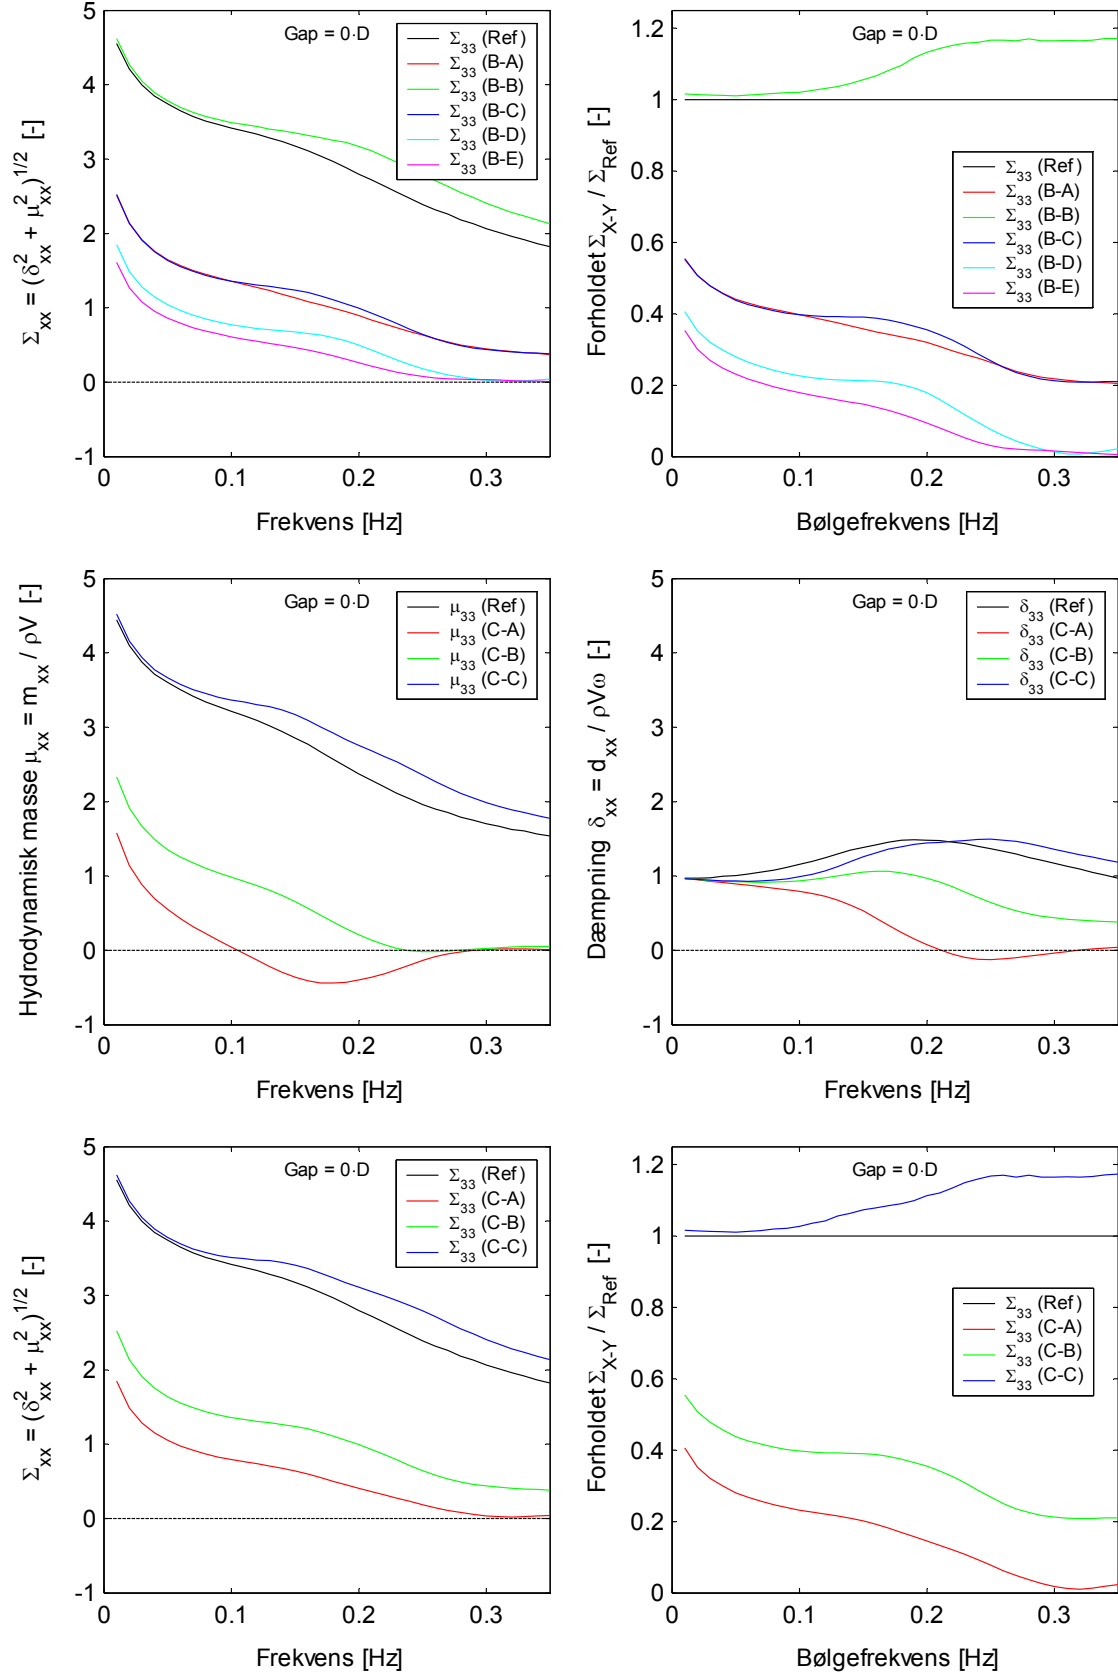 Gap = 0·D
Σ33 (Ref)
Σ33 (B-A)
Σ33 (B-B)
Σ33 (B-C)
Σ33 (B-D)
Σ33 (B-E)
5
4
3
2
1
0
-1
Σxx = (δ²xx + μ²xx)^1/2 [-]
0
0.1
0.2
0.3
Frekvens [Hz]
Gap = 0·D
Σ33 (Ref)
Σ33 (B-A)
Σ33 (B-B)
Σ33 (B-C)
Σ33 (B-D)
Σ33 (B-E)
1.2
1
0.8
0.6
0.4
0.2
0
Forholdet ΣX-Y / ΣRef [-]
0
0.1
0.2
0.3
Bølgefrekvens [Hz]
Gap = 0·D
μ33 (Ref)
μ33 (C-A)
μ33 (C-B)
μ33 (C-C)
5
4
3
2
1
0
-1
Hydrodynamisk masse μxx = mxx / ρV [-]
0
0.1
0.2
0.3
Frekvens [Hz]
Gap = 0·D
δ33 (Ref)
δ33 (C-A)
δ33 (C-B)
δ33 (C-C)
5
4
3
2
1
0
-1
Dæmpning δxx = dxx / ρVω [-]
0
0.1
0.2
0.3
Frekvens [Hz]
Gap = 0·D
Σ33 (Ref)
Σ33 (C-A)
Σ33 (C-B)
Σ33 (C-C)
5
4
3
2
1
0
-1
Σxx = (δ²xx + μ²xx)^1/2 [-]
0
0.1
0.2
0.3
Frekvens [Hz]
Gap = 0·D
Σ33 (Ref)
Σ33 (C-A)
Σ33 (C-B)
Σ33 (C-C)
1.2
1
0.8
0.6
0.4
0.2
0
Forholdet ΣX-Y / ΣRef [-]
0
0.1
0.2
0.3
Bølgefrekvens [Hz]